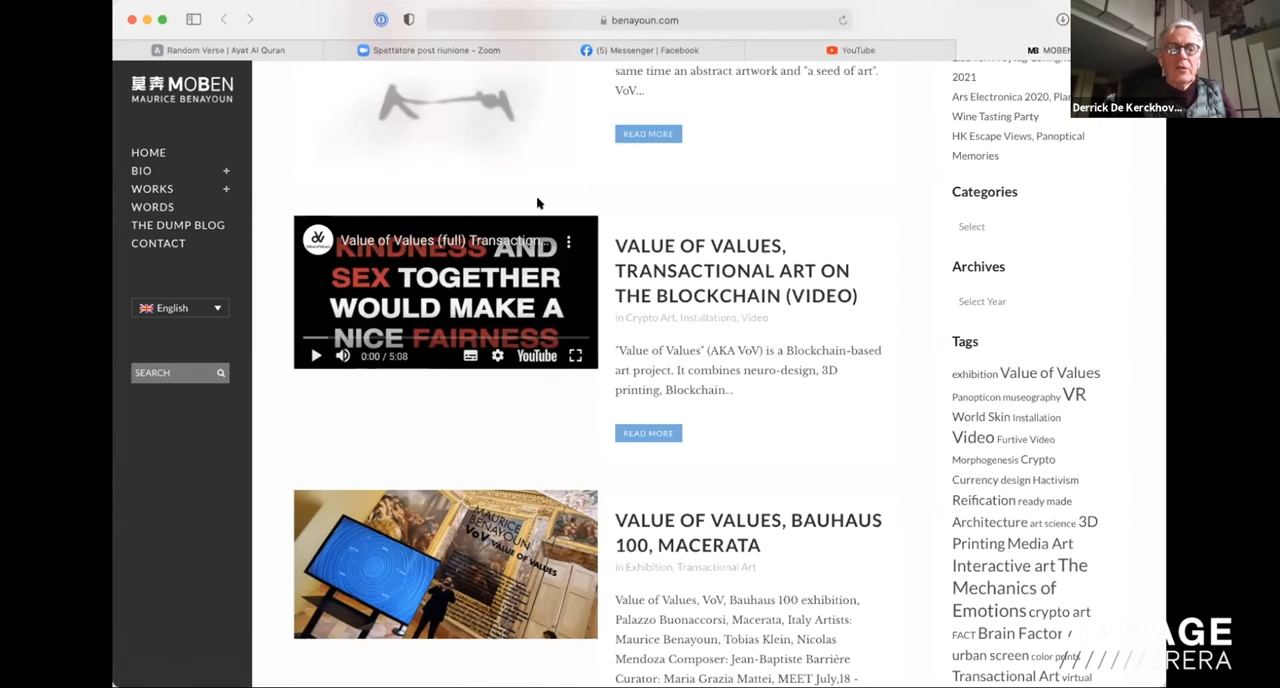 benayoun.com
Random Verse | Ayat Al Quran
Spettatore post riunione - Zoom
(5) Messenger | Facebook
YouTube
MB MOBEN
莫奔 MOBEN
MAURICE BENAYOUN
HOME
BIO +
WORKS +
WORDS
THE DUMP BLOG
CONTACT
English
SEARCH
same time an abstract artwork and "a seed of art".
VoV...
READ MORE
Value of Values (full) Transaction...
KINDNESS AND
SEX TOGETHER
WOULD MAKE A
NICE FAIRNESS
0:00 / 5:08
YouTube
VALUE OF VALUES,
TRANSACTIONAL ART ON
THE BLOCKCHAIN (VIDEO)
in Crypto Art, Installations, Video
"Value of Values" (AKA VoV) is a Blockchain-based
art project. It combines neuro-design, 3D
printing, Blockchain...
READ MORE
MAURICE
BENAYOUN
VoV VALUE OF VALUES
VALUE OF VALUES, BAUHAUS
100, MACERATA
in Exhibition, Transactional Art
Value of Values, VoV, Bauhaus 100 exhibition,
Palazzo Buonaccorsi, Macerata, Italy Artists:
Maurice Benayoun, Tobias Klein, Nicolas
Mendoza Composer: Jean-Baptiste Barrière
Curator: Maria Grazia Mattei, MEET July,18 -
2021
Ars Electronica 2020,
Wine Tasting Party
HK Escape Views, Panoptical
Memories
Categories
Select
Archives
Select Year
Tags
exhibition Value of Values
Panopticon museography VR
World Skin Installation
Video Furtive Video
Morphogenesis Crypto
Currency design Hactivism
Reification ready made
Architecture art science 3D
Printing Media Art
Interactive art The
Mechanics of
Emotions crypto art
FACT Brain Factor
urban screen color prints
Transactional Art virtual
Derrick De Kerckhov...